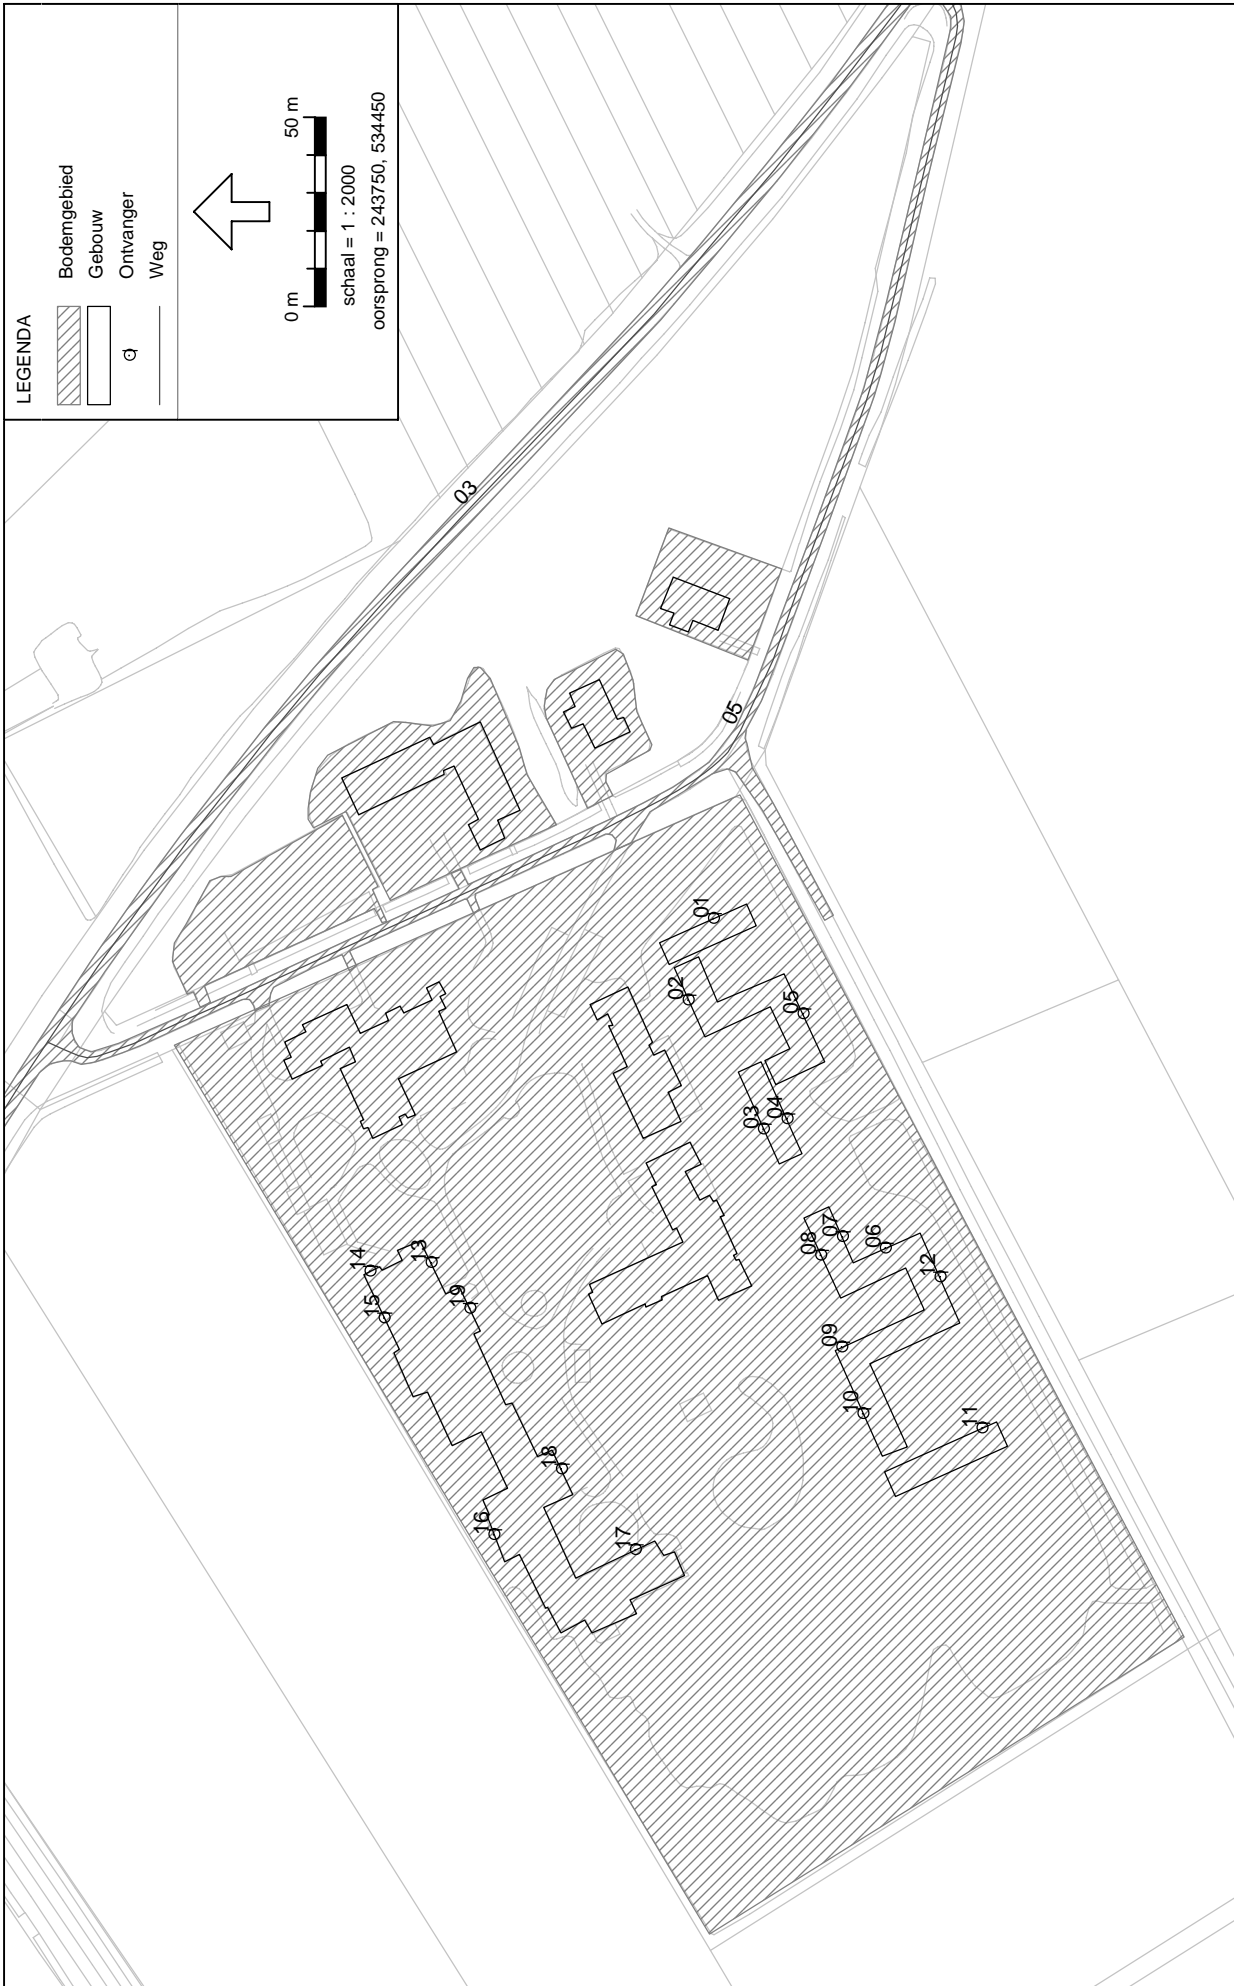 LEGENDA
Bodemgebied
Gebouw
Ontvanger
Weg
0 m
50 m
schaal = 1 : 2000
oorsprong = 243750, 534450
03
05
01
02
05
03
04
08
07
06
12
09
10
11
14
13
15
19
18
16
17